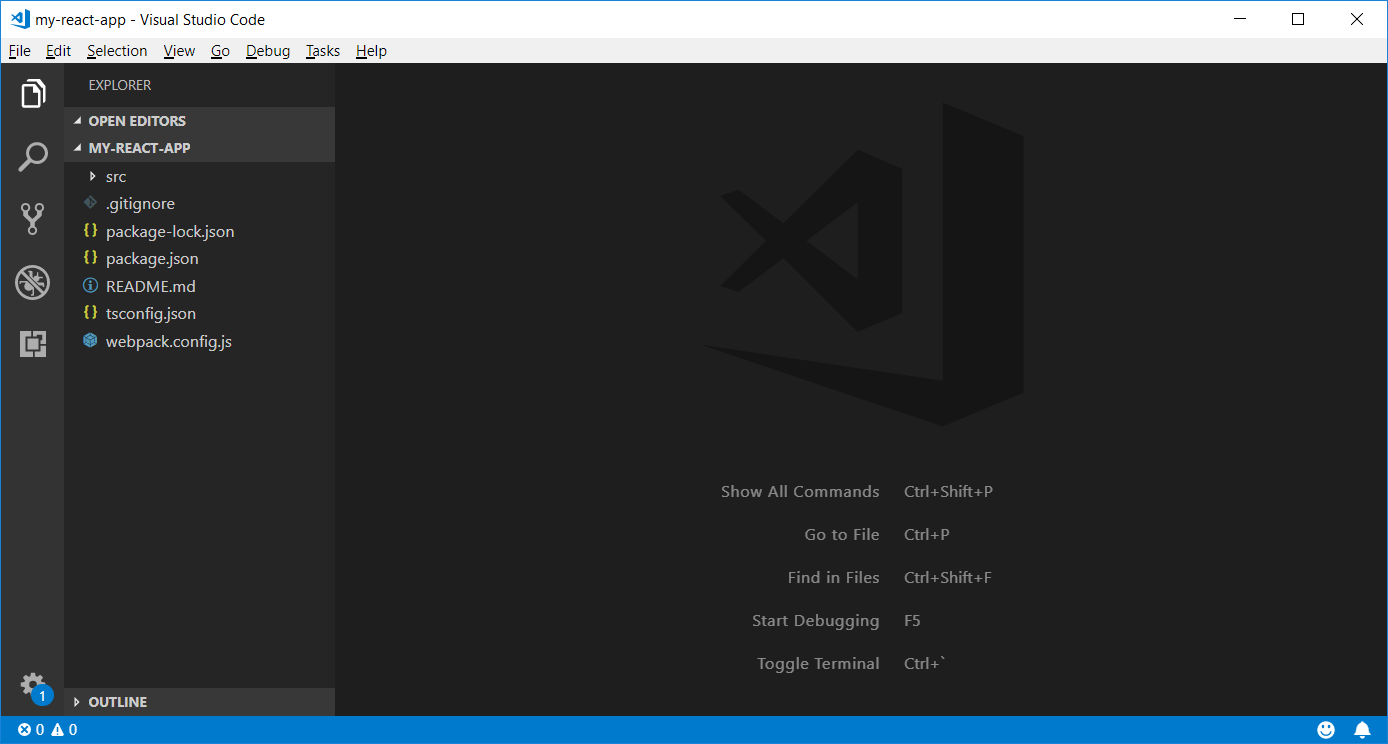 my-react-app - Visual Studio Code
File Edit Selection View Go Debug Tasks Help
EXPLORER
OPEN EDITORS
MY-REACT-APP
src
.gitignore
package-lock.json
package.json
README.md
tsconfig.json
webpack.config.js
Show All Commands Ctrl+Shift+P
Go to File Ctrl+P
Find in Files Ctrl+Shift+F
Start Debugging F5
Toggle Terminal Ctrl+`
1
OUTLINE
0 0